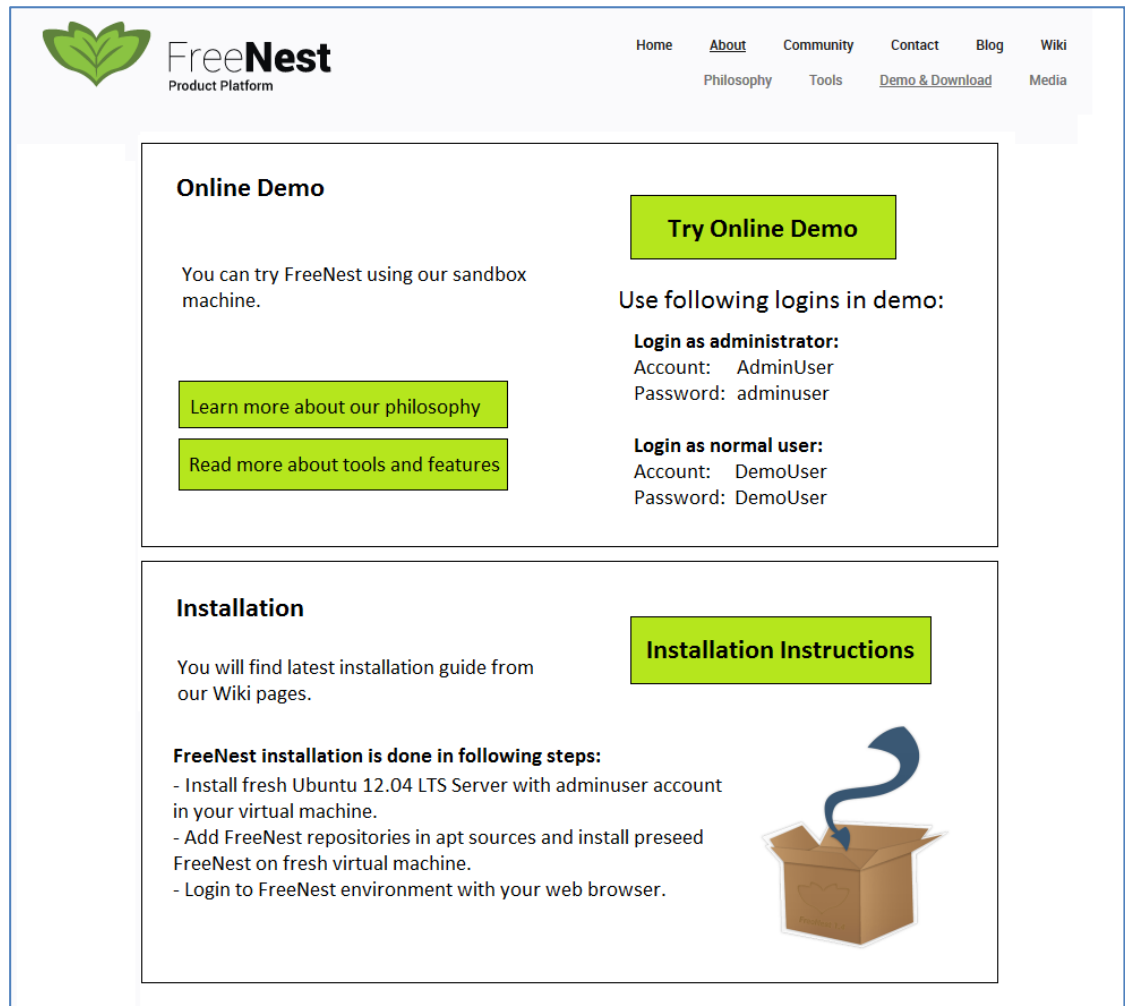 FreeNest
Product Platform
Home About Community Contact Blog Wiki
Philosophy Tools Demo & Download Media
Online Demo
You can try FreeNest using our sandbox
machine.
Learn more about our philosophy
Read more about tools and features
Try Online Demo
Use following logins in demo:
Login as administrator:
Account: AdminUser
Password: adminuser
Login as normal user:
Account: DemoUser
Password: DemoUser
Installation
You will find latest installation guide from
our Wiki pages.
Installation Instructions
FreeNest installation is done in following steps:
- Install fresh Ubuntu 12.04 LTS Server with adminuser account
in your virtual machine.
- Add FreeNest repositories in apt sources and install preseed
FreeNest on fresh virtual machine.
- Login to FreeNest environment with your web browser.